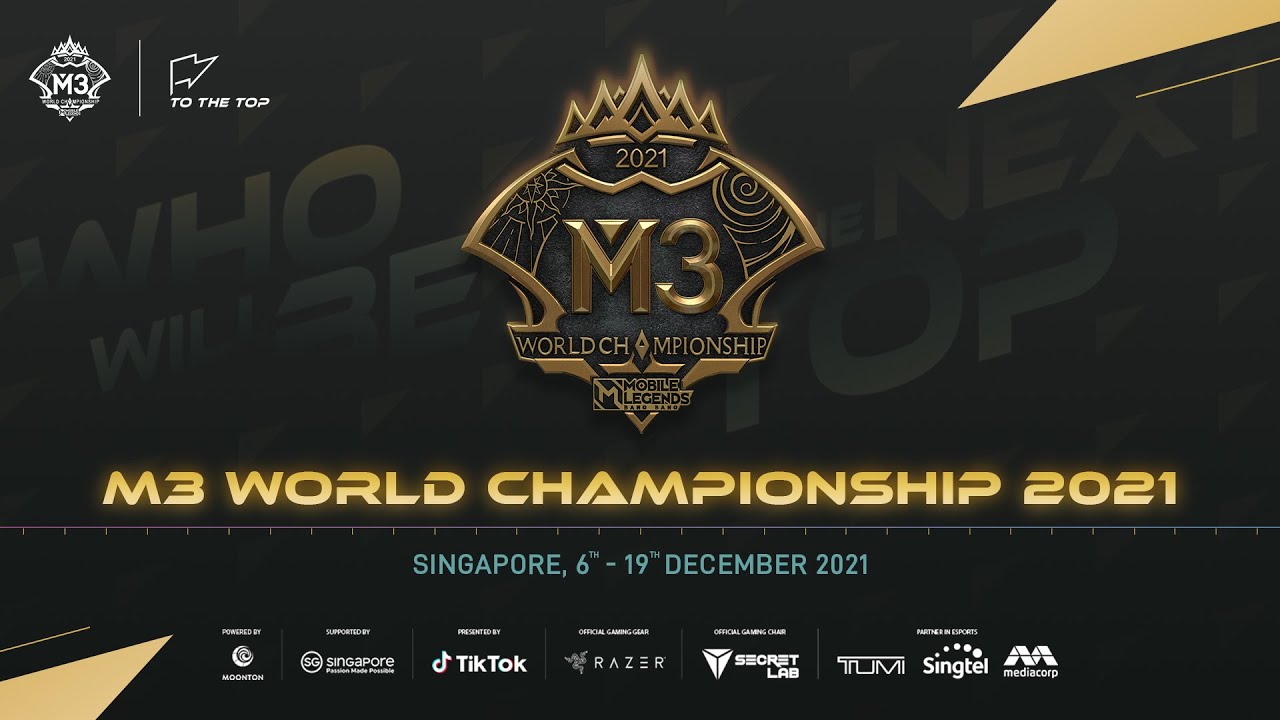 2021
M3
WORLD CHAMPIONSHIP
MOBILE
LEGENDS
TO THE TOP
WHO
WILL BE
THE NEXT
TOP
2021
M3
WORLD CHAMPIONSHIP
MOBILE
LEGENDS
BANG BANG
M3 WORLD CHAMPIONSHIP 2021
SINGAPORE, 6TH - 19TH DECEMBER 2021
POWERED BY
MOONTON
SUPPORTED BY
SG SINGAPORE
Passion Made Possible
PRESENTED BY
TikTok
OFFICIAL GAMING GEAR
RAZER
OFFICIAL GAMING CHAIR
SECRET
LAB
PARTNER IN ESPORTS
TUMI
Singtel
mediacorp